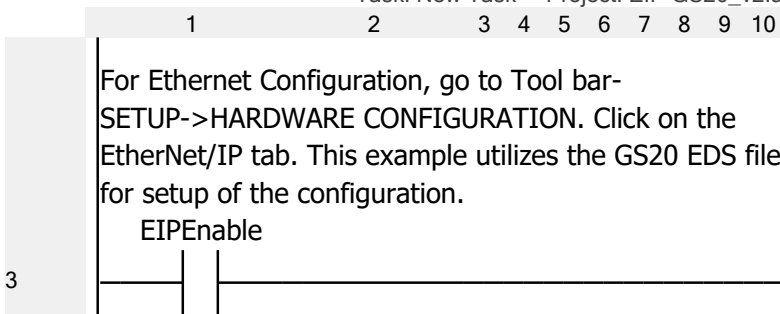 1 2 3 4 5 6 7 8 9 10
For Ethernet Configuration, go to Tool bar-
SETUP->HARDWARE CONFIGURATION. Click on the
EtherNet/IP tab. This example utilizes the GS20 EDS file
for setup of the configuration.
EIPEnable
3